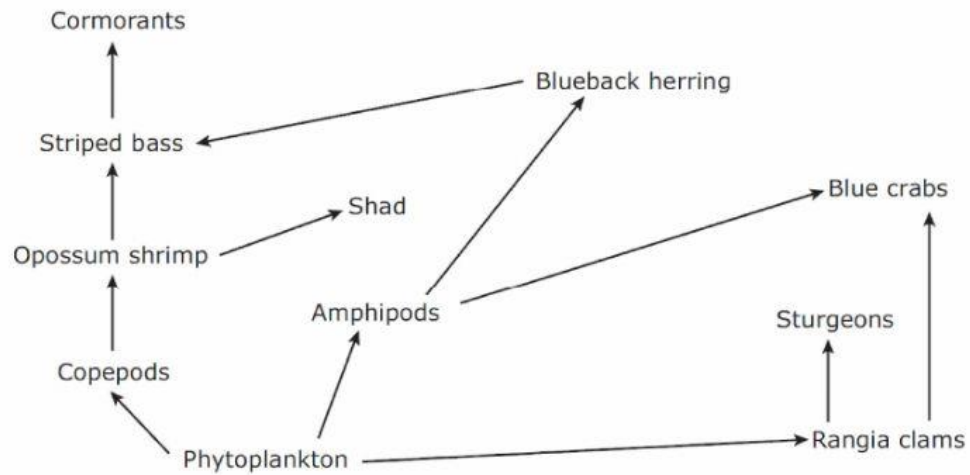 Cormorants
Blueback herring
Striped bass
Blue crabs
Shad
Opossum shrimp
Amphipods
Sturgeons
Copepods
Rangia clams
Phytoplankton